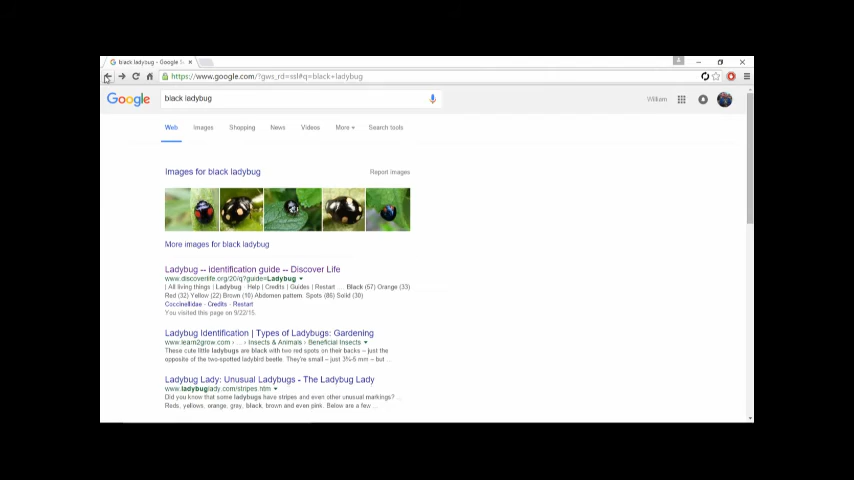 black ladybug - Google S
https://www.google.com/?gws_rd=ssl#q=black+ladybug
Google black ladybug William
Web Images Shopping News Videos More Search tools
Images for black ladybug Report images
More images for black ladybug
Ladybug -- Identification guide -- Discover Life
www.discoverlife.org/20/q?guide=Ladybug
| All living things | Ladybug - Help | Credits | Guides | Restart ... Black (57) Orange (33)
Red (32) Yellow (22) Brown (10) Abdomen pattern. Spots (86) Solid (30)
Coccinellidae - Credits - Restart
You visited this page on 9/22/15.
Ladybug Identification | Types of Ladybugs: Gardening
www.learn2grow.com › ... › Insects & Animals › Beneficial Insects
These cute little ladybugs are black with two red spots on their backs – just the
opposite of the two-spotted ladybird beetle. They're small – just 3½-5 mm – but ...
Ladybug Lady: Unusual Ladybugs - The Ladybug Lady
www.ladybuglady.com/stripes.htm
Did you know that some ladybugs have stripes and even other unusual markings? ...
Reds, yellows, orange, gray, black, brown and even pink. Below are a few ...